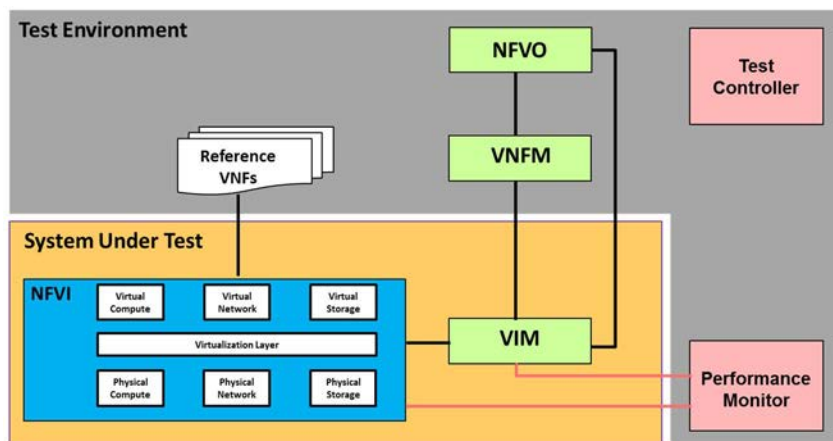 Test Environment
NFVO
Test
Controller
Reference
VNFs
VNFM
System Under Test
NFVI
Virtual
Compute
Virtual
Network
Virtual
Storage
Virtualization Layer
VIM
Physical
Compute
Physical
Network
Physical
Storage
Performance
Monitor